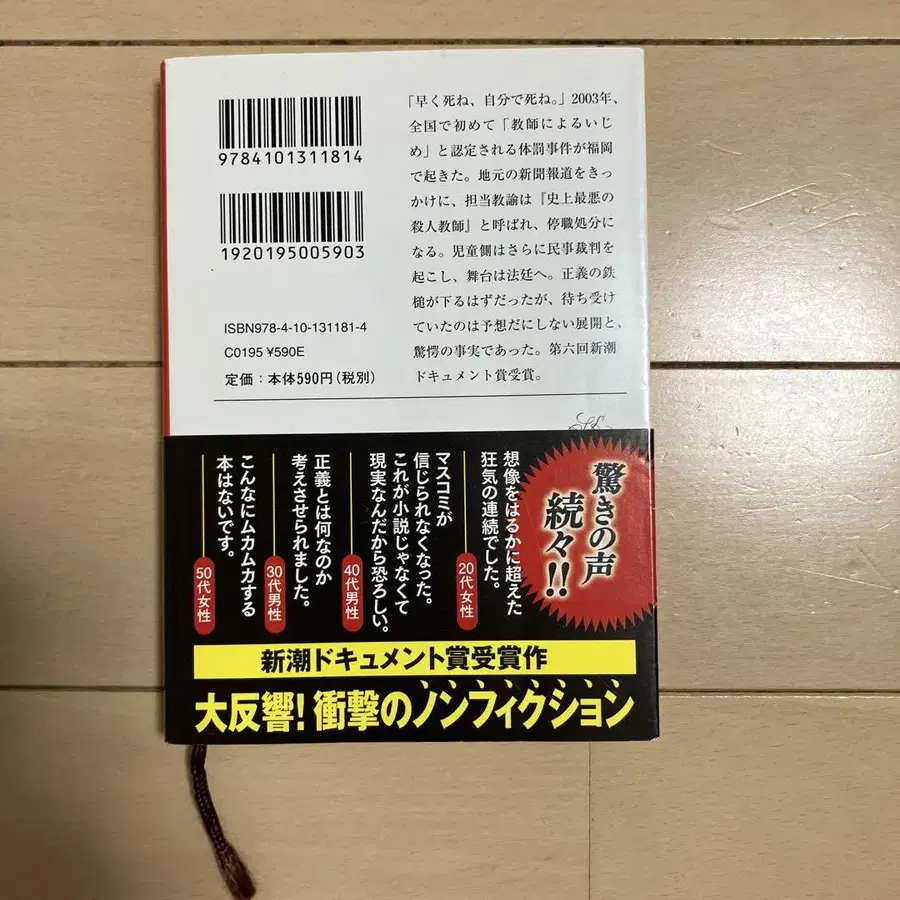 9784101311814
1920195005903
ISBN978-4-10-131181-4
C0195 ¥590E
定価:本体590円(税別)
「早く死ね、自分で死ね。」2003年、
全国で初めて「教師によるいじ
め」と認定される体罰事件が福岡
で起きた。地元の新聞報道をきっ
かけに、担当教諭は『史上最悪の
殺人教師』と呼ばれ、停職処分に
なる。児童側はさらに民事裁判を
起こし、舞台は法廷へ。正義の鉄
槌が下るはずだったが、待ち受け
ていたのは予想だにしない展開と、
驚愕の事実であった。第六回新潮
ドキュメント賞受賞。
驚きの声
続々!!
想像をはるかに超えた
狂気の連続でした。
20代女性
マスコミが
信じられなくなった。
これが小説じゃなくて
現実なんだから恐ろしい。
40代男性
正義とは何なのか
考えさせられました。
30代男性
こんなにムカムカする
本はないです。
50代女性
新潮ドキュメント賞受賞作
大反響!衝撃のノンフィクション